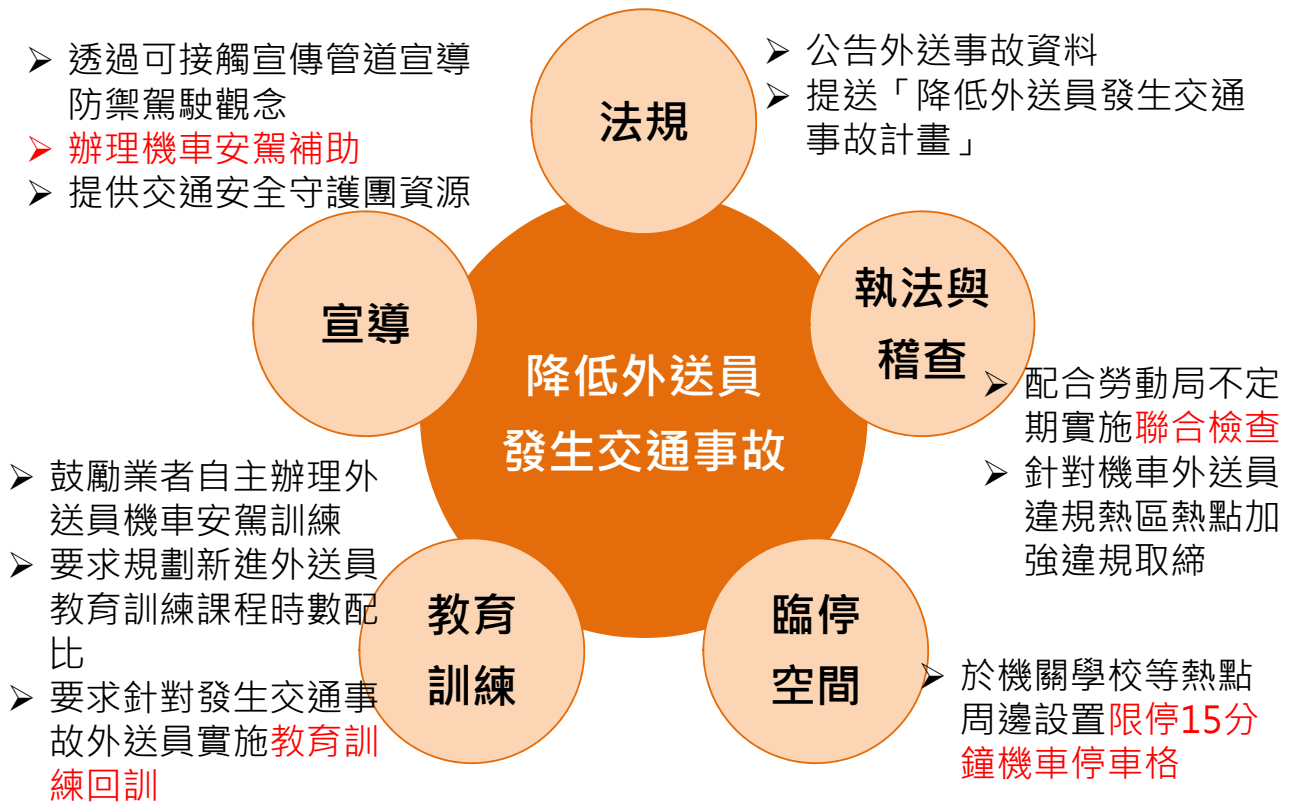 ➢ 透過可接觸宣傳管道宣導
防禦駕駛觀念
➢ 辦理機車安駕補助
➢ 提供交通安全守護團資源
法規
➢ 公告外送事故資料
➢ 提送「降低外送員發生交通
事故計畫」
宣導
執法與
稽查
降低外送員
發生交通事故
➢ 配合勞動局不定
期實施聯合檢查
➢ 針對機車外送員
違規熱區熱點加
強違規取締
➢ 鼓勵業者自主辦理外
送員機車安駕訓練
➢ 要求規劃新進外送員
教育訓練課程時數配
比
➢ 要求針對發生交通事
故外送員實施教育訓
練回訓
教育
訓練
臨停
空間
➢ 於機關學校等熱點
周邊設置限停15分
鐘機車停車格